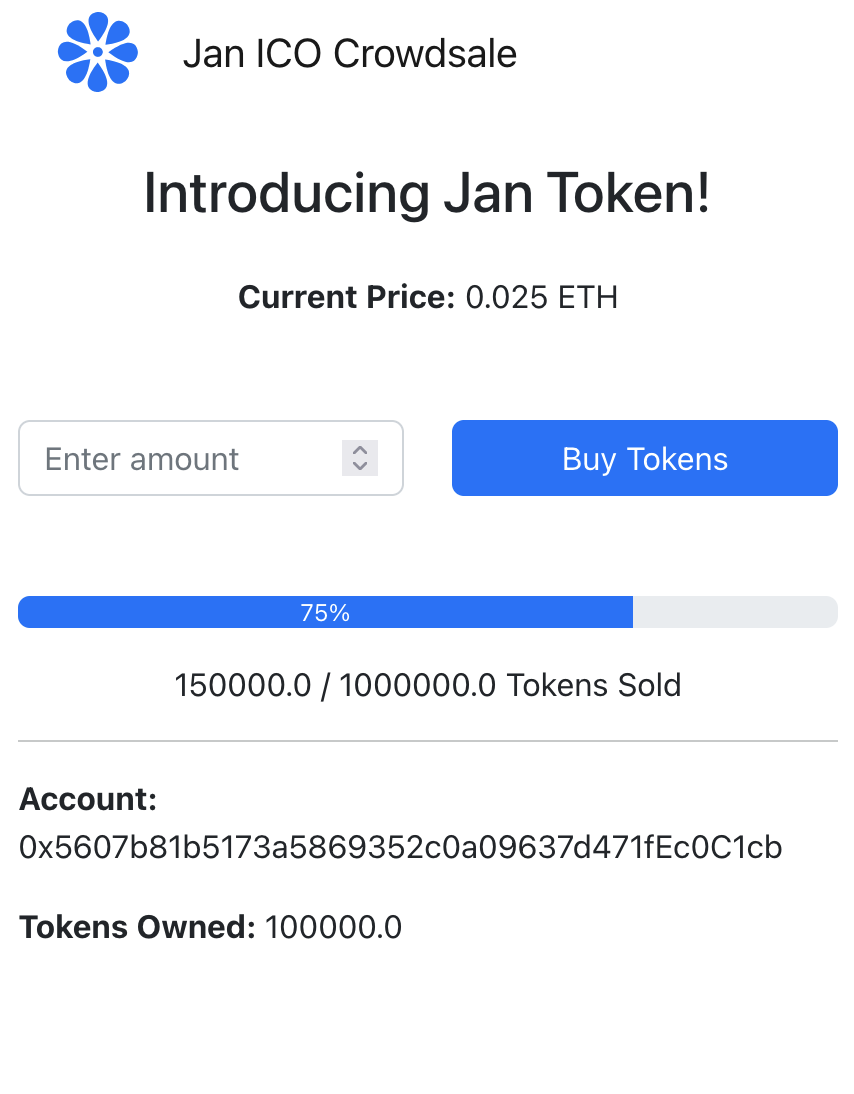 Jan ICO Crowdsale
Introducing Jan Token!
Current Price: 0.025 ETH
Enter amount
Buy Tokens
75%
150000.0 / 1000000.0 Tokens Sold
Account:
0x5607b81b5173a5869352c0a09637d471fEc0C1cb
Tokens Owned: 100000.0